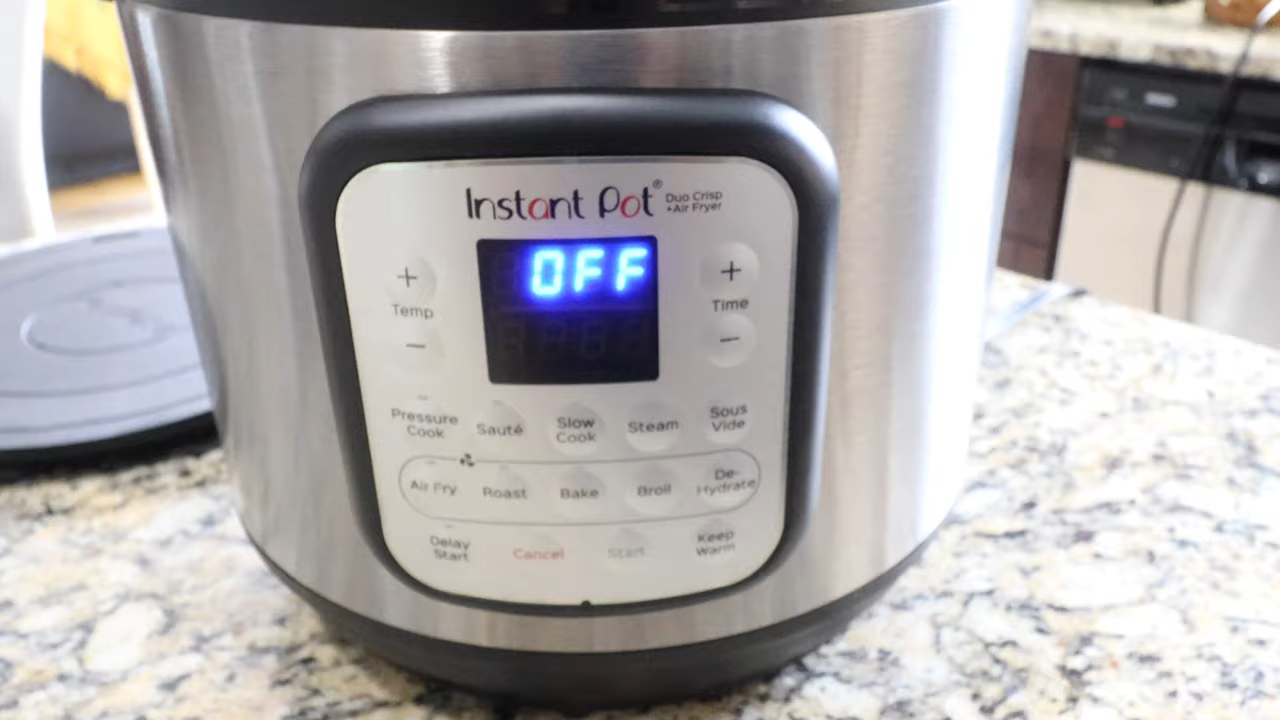 Instant Pot®
Duo Crisp
+Air Fryer
OFF
+
+
Temp
Time
−
−
Pressure
Cook
Sauté
Slow
Cook
Steam
Sous
Vide
Air Fry
Roast
Bake
Broil
De-
Hydrate
Delay
Start
Cancel
Start
Keep
Warm